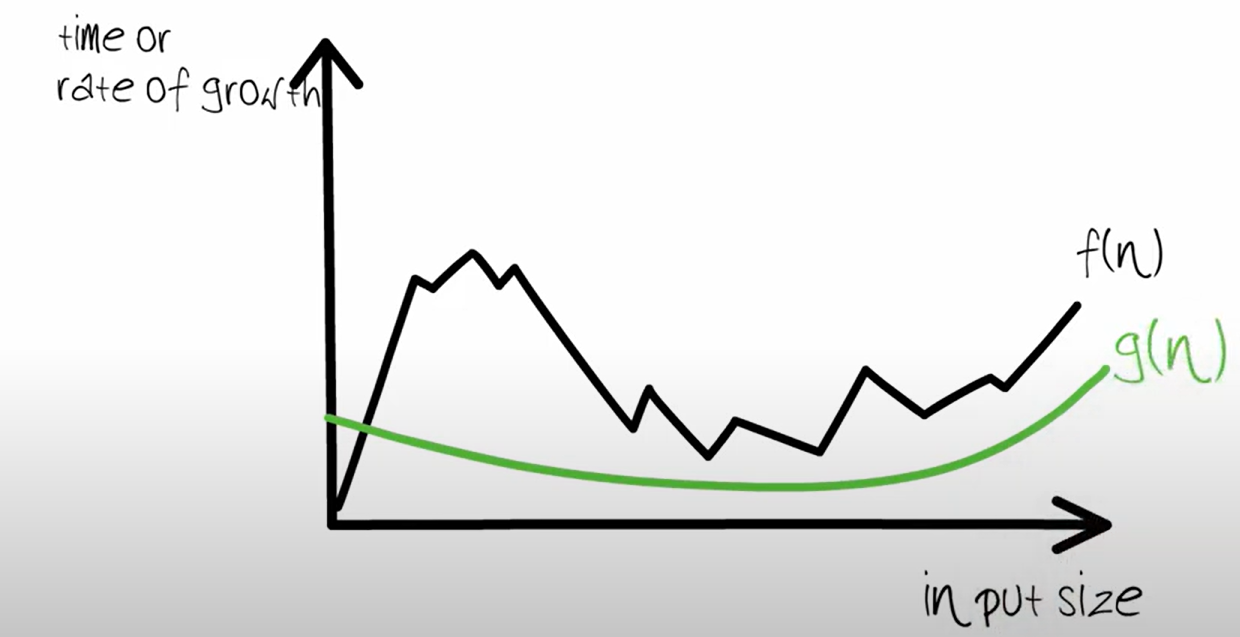 time or
rate of growth
f(n)
g(n)
input size